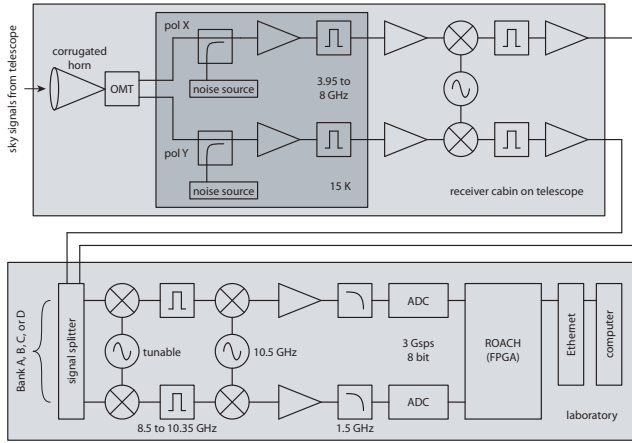 sky signals from telescope
corrugated
horn
OMT
pol X
noise source
3.95 to
8 GHz
pol Y
noise source
15 K
receiver cabin on telescope
Bank A, B, C, or D
signal splitter
tunable
8.5 to 10.35 GHz
10.5 GHz
1.5 GHz
ADC
3 Gsps
8 bit
ADC
ROACH
(FPGA)
Ethernet
computer
laboratory